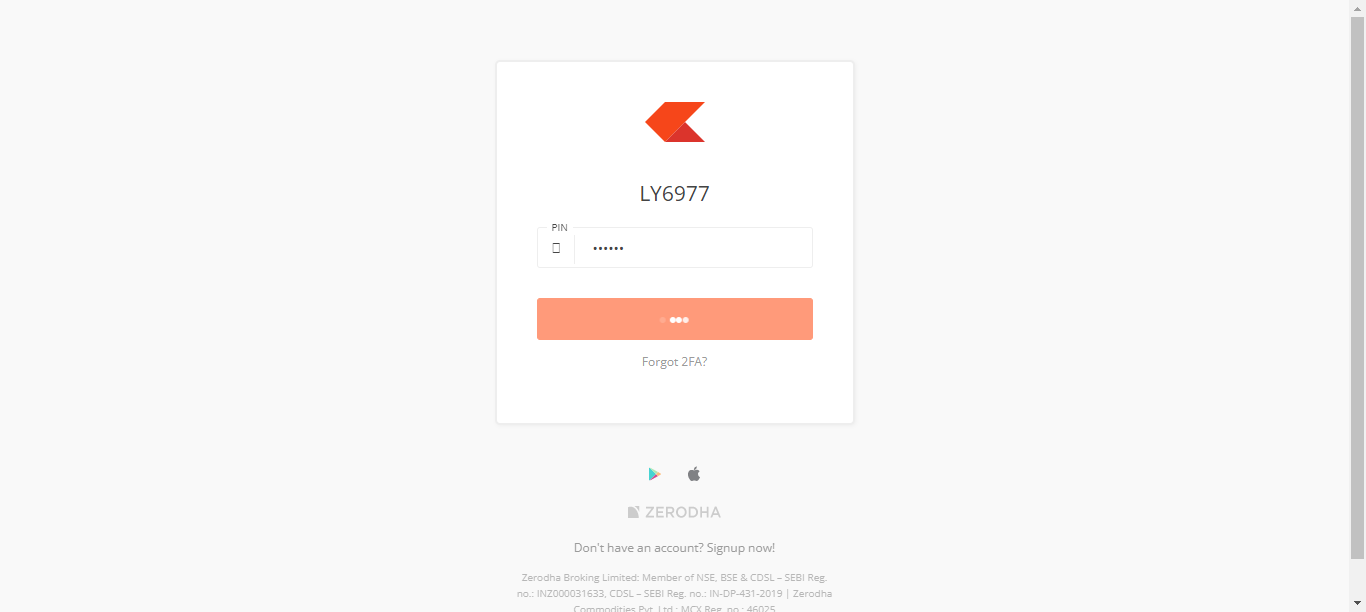 LY6977
PIN
••••••
Forgot 2FA?
ZERODHA
Don't have an account? Signup now!
Zerodha Broking Limited: Member of NSE, BSE & CDSL – SEBI Reg.
no.: INZ000031633, CDSL – SEBI Reg. no.: IN-DP-431-2019 | Zerodha
Commodities Pvt. Ltd.: MCX Reg. no.: 46025